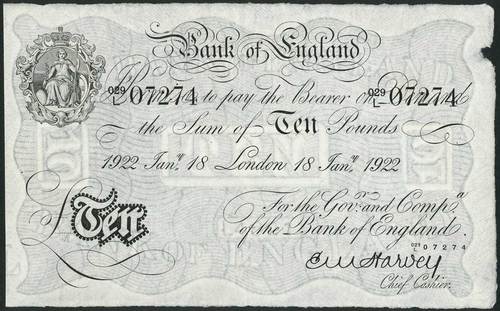 Bank of England
029/L 07274 029/L 07274
Promise to pay the Bearer on Demand
the Sum of Ten Pounds
1922 Jany 18 London 18 Jany 1922
For the Govr. and Compa.
of the Bank of England.
£Ten
029/L 07274
E M Harvey
Chief Cashier.